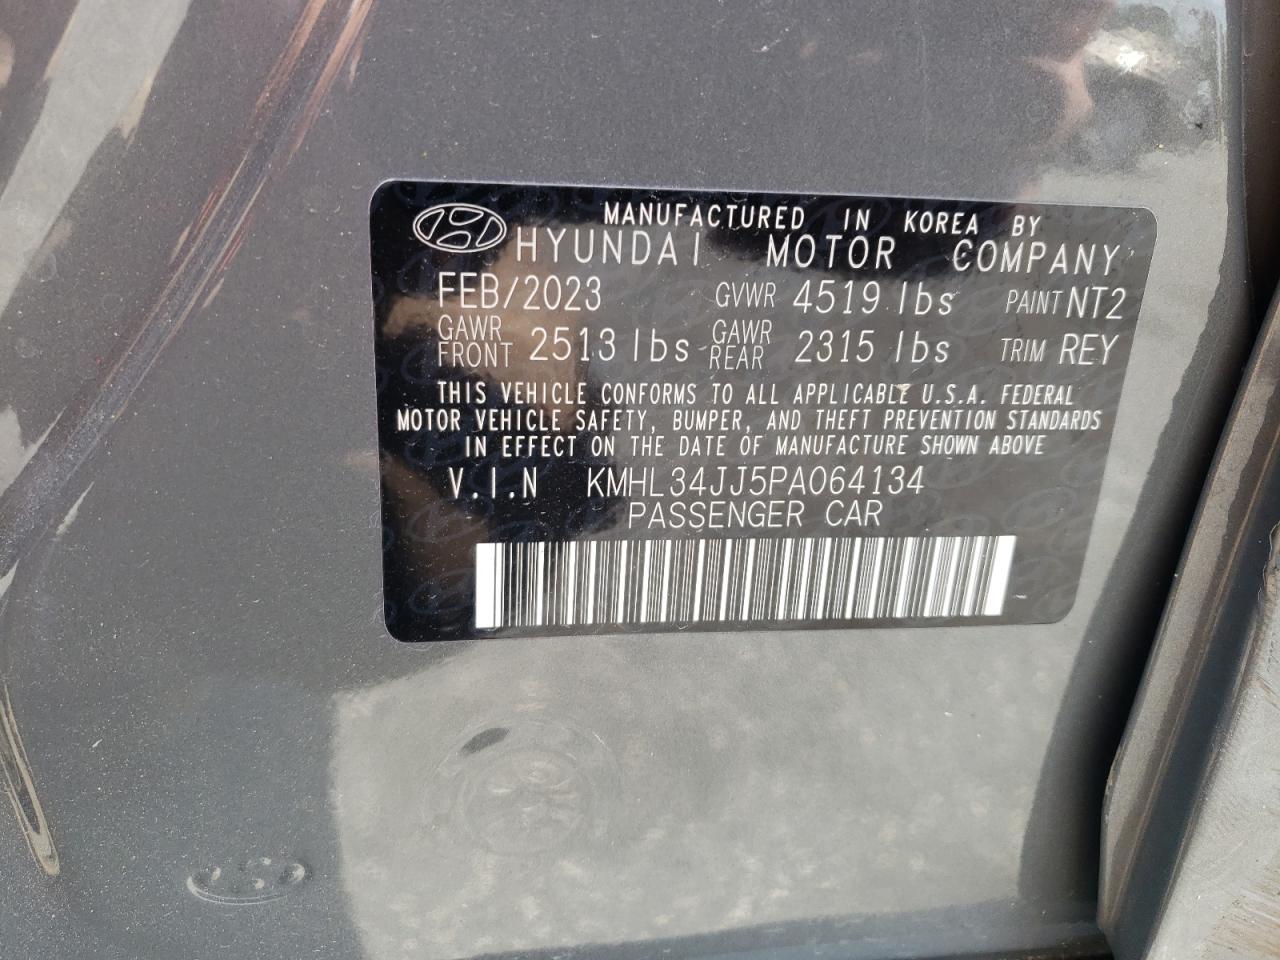 MANUFACTURED IN KOREA BY
HYUNDAI MOTOR COMPANY
FEB/2023 GVWR 4519 lbs PAINT NT2
GAWR FRONT 2513 lbs GAWR REAR 2315 lbs TRIM REY
THIS VEHICLE CONFORMS TO ALL APPLICABLE U.S.A. FEDERAL
MOTOR VEHICLE SAFETY, BUMPER, AND THEFT PREVENTION STANDARDS
IN EFFECT ON THE DATE OF MANUFACTURE SHOWN ABOVE
V.I.N KMHL34JJ5PA064134
PASSENGER CAR